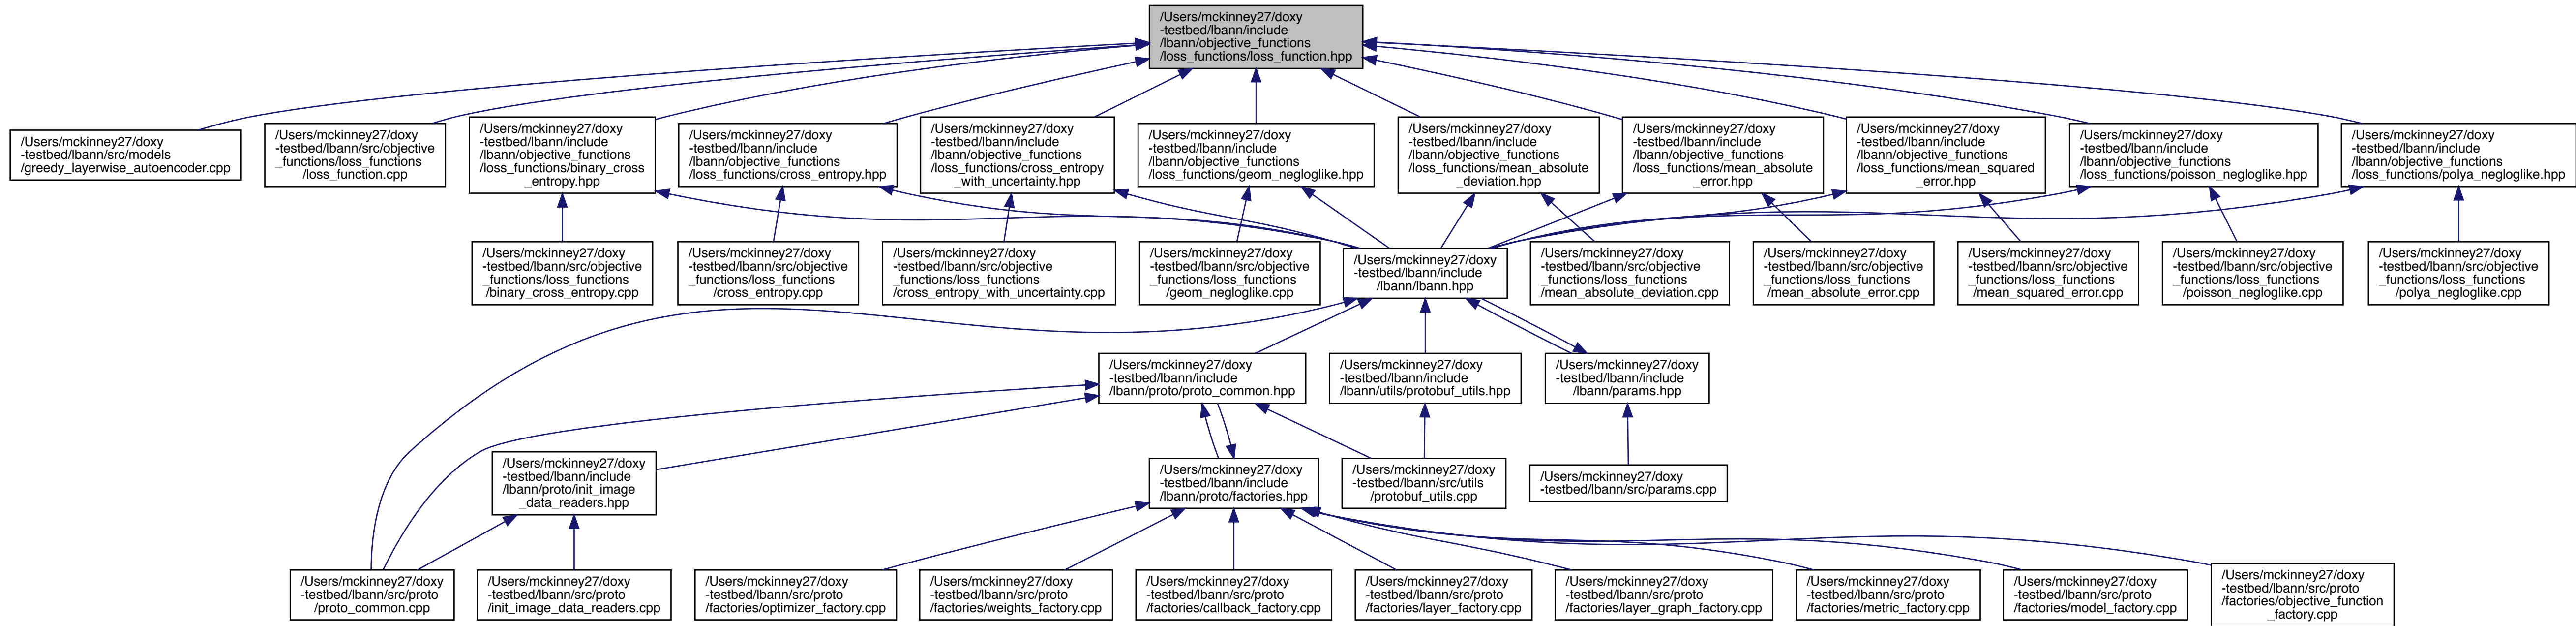 /Users/mckinney27/doxy
-testbed/lbann/include
/lbann/objective_functions
/loss_functions/loss_function.hpp
/Users/mckinney27/doxy
-testbed/lbann/src/models
/greedy_layerwise_autoencoder.cpp
/Users/mckinney27/doxy
-testbed/lbann/src/objective
_functions/loss_functions
/loss_function.cpp
/Users/mckinney27/doxy
-testbed/lbann/include
/lbann/objective_functions
/loss_functions/binary_cross
_entropy.hpp
/Users/mckinney27/doxy
-testbed/lbann/include
/lbann/objective_functions
/loss_functions/cross_entropy.hpp
/Users/mckinney27/doxy
-testbed/lbann/include
/lbann/objective_functions
/loss_functions/cross_entropy
_with_uncertainty.hpp
/Users/mckinney27/doxy
-testbed/lbann/include
/lbann/objective_functions
/loss_functions/geom_negloglike.hpp
/Users/mckinney27/doxy
-testbed/lbann/include
/lbann/objective_functions
/loss_functions/mean_absolute
_deviation.hpp
/Users/mckinney27/doxy
-testbed/lbann/include
/lbann/objective_functions
/loss_functions/mean_absolute
_error.hpp
/Users/mckinney27/doxy
-testbed/lbann/include
/lbann/objective_functions
/loss_functions/mean_squared
_error.hpp
/Users/mckinney27/doxy
-testbed/lbann/include
/lbann/objective_functions
/loss_functions/poisson_negloglike.hpp
/Users/mckinney27/doxy
-testbed/lbann/include
/lbann/objective_functions
/loss_functions/polya_negloglike.hpp
/Users/mckinney27/doxy
-testbed/lbann/src/objective
_functions/loss_functions
/binary_cross_entropy.cpp
/Users/mckinney27/doxy
-testbed/lbann/src/objective
_functions/loss_functions
/cross_entropy.cpp
/Users/mckinney27/doxy
-testbed/lbann/src/objective
_functions/loss_functions
/cross_entropy_with_uncertainty.cpp
/Users/mckinney27/doxy
-testbed/lbann/src/objective
_functions/loss_functions
/geom_negloglike.cpp
/Users/mckinney27/doxy
-testbed/lbann/include
/lbann/lbann.hpp
/Users/mckinney27/doxy
-testbed/lbann/src/objective
_functions/loss_functions
/mean_absolute_deviation.cpp
/Users/mckinney27/doxy
-testbed/lbann/src/objective
_functions/loss_functions
/mean_absolute_error.cpp
/Users/mckinney27/doxy
-testbed/lbann/src/objective
_functions/loss_functions
/mean_squared_error.cpp
/Users/mckinney27/doxy
-testbed/lbann/src/objective
_functions/loss_functions
/poisson_negloglike.cpp
/Users/mckinney27/doxy
-testbed/lbann/src/objective
_functions/loss_functions
/polya_negloglike.cpp
/Users/mckinney27/doxy
-testbed/lbann/include
/lbann/proto/proto_common.hpp
/Users/mckinney27/doxy
-testbed/lbann/include
/lbann/utils/protobuf_utils.hpp
/Users/mckinney27/doxy
-testbed/lbann/include
/lbann/params.hpp
/Users/mckinney27/doxy
-testbed/lbann/include
/lbann/proto/init_image
_data_readers.hpp
/Users/mckinney27/doxy
-testbed/lbann/include
/lbann/proto/factories.hpp
/Users/mckinney27/doxy
-testbed/lbann/src/utils
/protobuf_utils.cpp
/Users/mckinney27/doxy
-testbed/lbann/src/params.cpp
/Users/mckinney27/doxy
-testbed/lbann/src/proto
/proto_common.cpp
/Users/mckinney27/doxy
-testbed/lbann/src/proto
/init_image_data_readers.cpp
/Users/mckinney27/doxy
-testbed/lbann/src/proto
/factories/optimizer_factory.cpp
/Users/mckinney27/doxy
-testbed/lbann/src/proto
/factories/weights_factory.cpp
/Users/mckinney27/doxy
-testbed/lbann/src/proto
/factories/callback_factory.cpp
/Users/mckinney27/doxy
-testbed/lbann/src/proto
/factories/layer_factory.cpp
/Users/mckinney27/doxy
-testbed/lbann/src/proto
/factories/layer_graph_factory.cpp
/Users/mckinney27/doxy
-testbed/lbann/src/proto
/factories/metric_factory.cpp
/Users/mckinney27/doxy
-testbed/lbann/src/proto
/factories/model_factory.cpp
/Users/mckinney27/doxy
-testbed/lbann/src/proto
/factories/objective_function
_factory.cpp